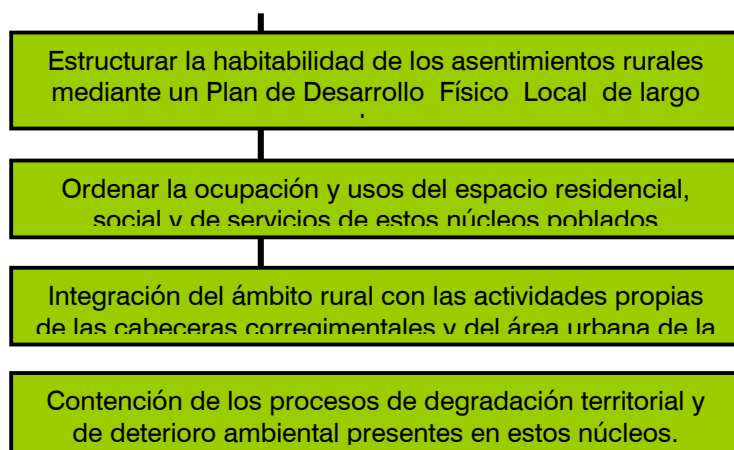 Estructurar la habitabilidad de los asentimientos rurales
mediante un Plan de Desarrollo Físico Local de largo
Ordenar la ocupación y usos del espacio residencial,
social y de servicios de estos núcleos poblados
Integración del ámbito rural con las actividades propias
de las cabeceras corregimentales y del área urbana de la
Contención de los procesos de degradación territorial y
de deterioro ambiental presentes en estos núcleos.